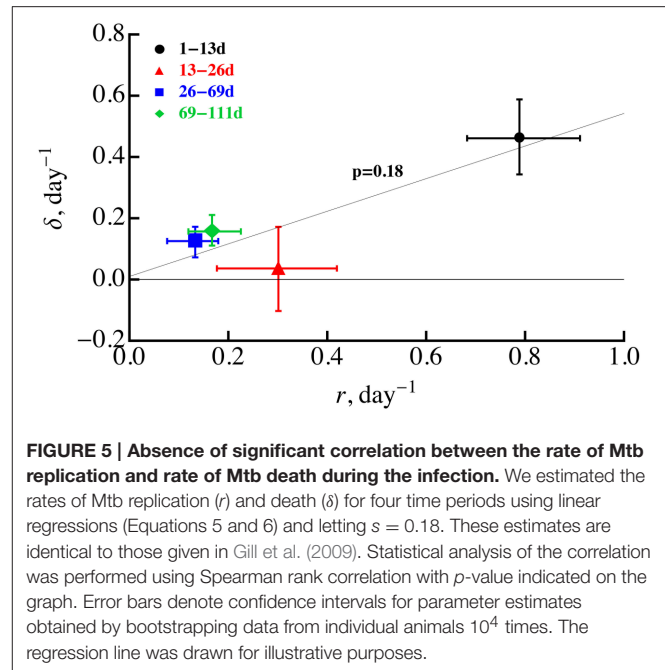 0.8
1−13d
13−26d
0.6
26−69d
69−111d
0.4
p=0.18
δ, day⁻¹
0.2
0.0
−0.2
0.0 0.2 0.4 0.6 0.8 1.0
r, day⁻¹
FIGURE 5 | Absence of significant correlation between the rate of Mtb
replication and rate of Mtb death during the infection. We estimated the
rates of Mtb replication (r) and death (δ) for four time periods using linear
regressions (Equations 5 and 6) and letting s = 0.18. These estimates are
identical to those given in Gill et al. (2009). Statistical analysis of the correlation
was performed using Spearman rank correlation with p-value indicated on the
graph. Error bars denote confidence intervals for parameter estimates
obtained by bootstrapping data from individual animals 10⁴ times. The
regression line was drawn for illustrative purposes.